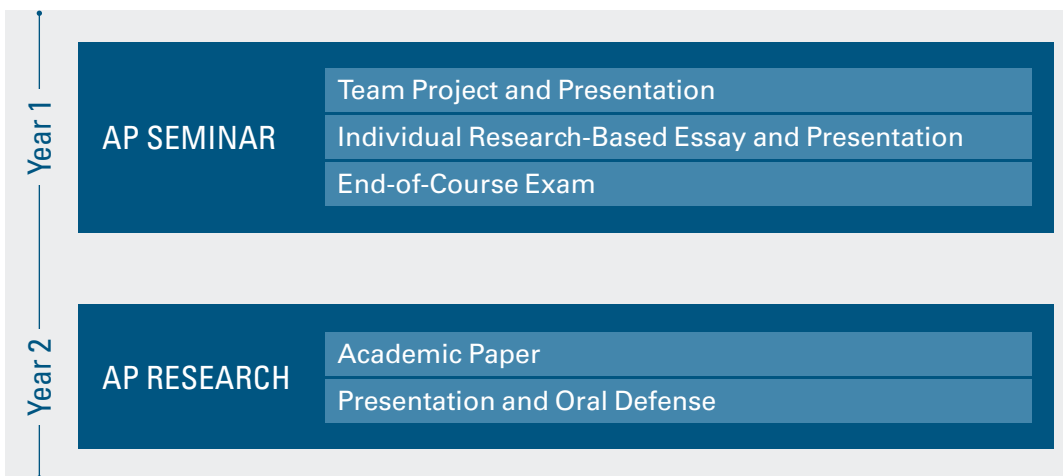 Year 1
AP SEMINAR
Team Project and Presentation
Individual Research-Based Essay and Presentation
End-of-Course Exam
Year 2
AP RESEARCH
Academic Paper
Presentation and Oral Defense